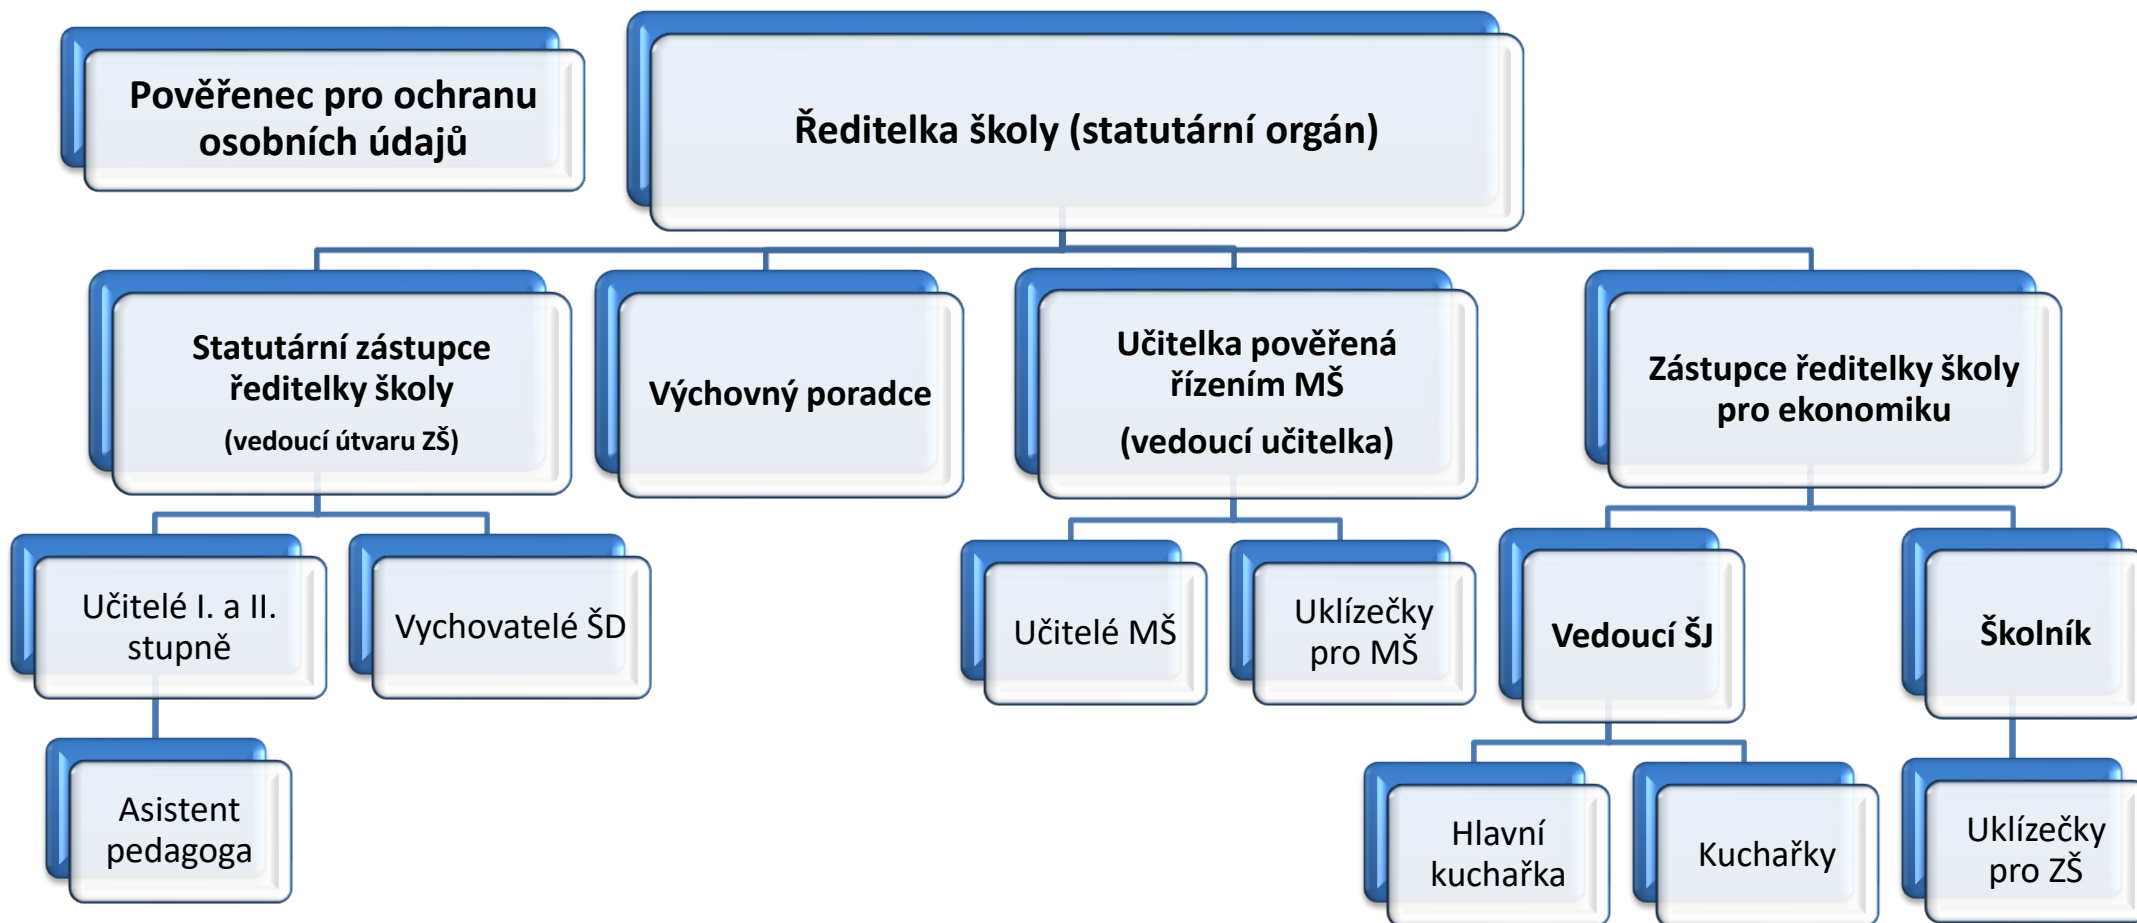 Pověřenec pro ochranu
osobních údajů
Ředitelka školy (statutární orgán)
Statutární zástupce
ředitelky školy
(vedoucí útvaru ZŠ)
Výchovný poradce
Učitelka pověřená
řízením MŠ
(vedoucí učitelka)
Zástupce ředitelky školy
pro ekonomiku
Učitelé I. a II.
stupně
Vychovatelé ŠD
Učitelé MŠ
Uklízečky
pro MŠ
Vedoucí ŠJ
Školník
Asistent
pedagoga
Hlavní
kuchařka
Kuchařky
Uklízečky
pro ZŠ